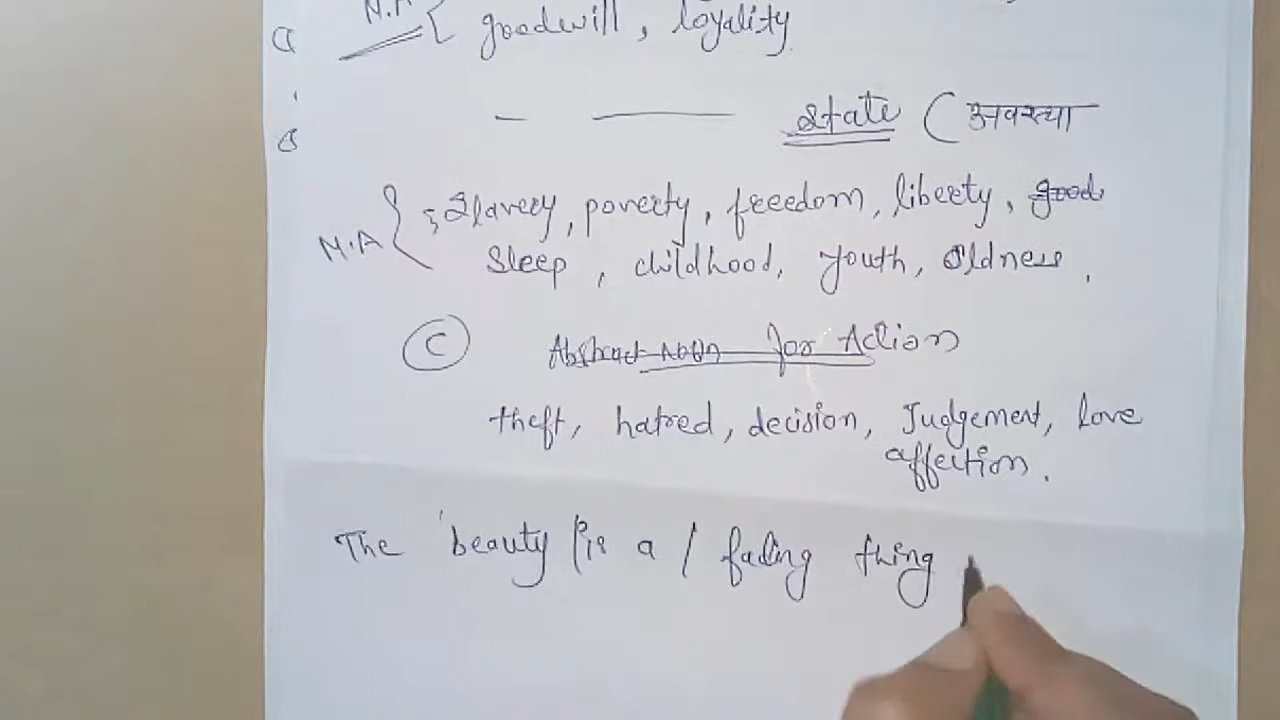 N.A { goodwill, loyality
— —— state ( अवस्था
N.A { ; Slavery, poverty, freedom, liberty, good
sleep, childhood, youth, oldness,
C Abstract noun for Action
theft, hatred, decision, Judgement, love
affection.
The beauty / is a / fading thing